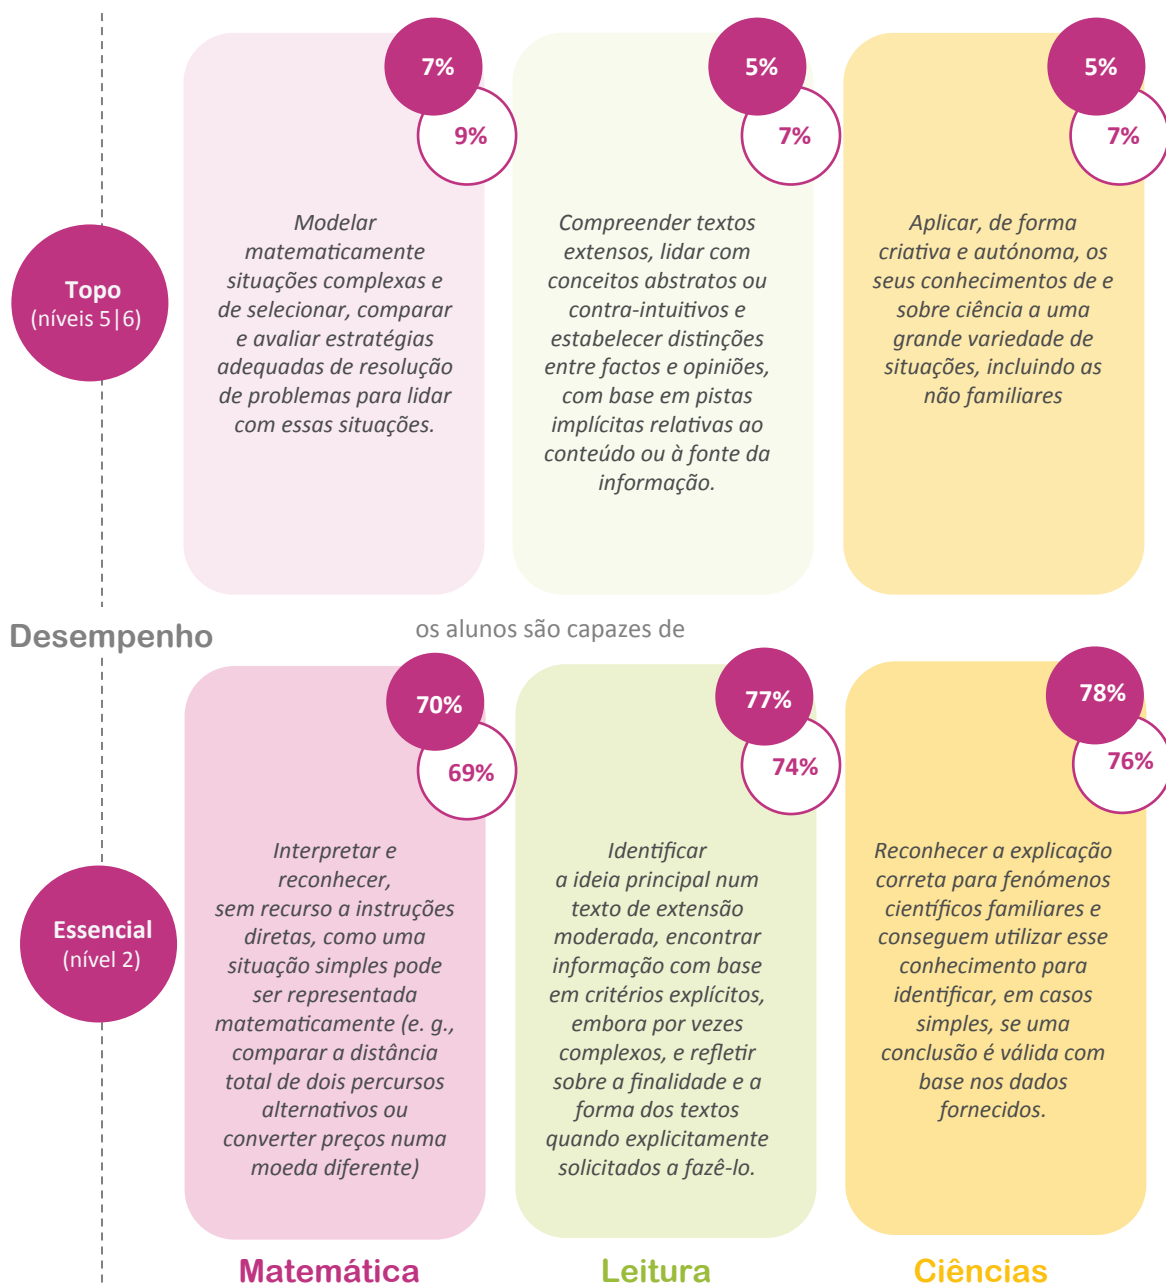 7%
9%
Modelar
matematicamente
situações complexas e
de selecionar, comparar
e avaliar estratégias
adequadas de resolução
de problemas para lidar
com essas situações.
5%
7%
Compreender textos
extensos, lidar com
conceitos abstratos ou
contra-intuitivos e
estabelecer distinções
entre factos e opiniões,
com base em pistas
implícitas relativas ao
conteúdo ou à fonte da
informação.
5%
7%
Aplicar, de forma
criativa e autónoma, os
seus conhecimentos de e
sobre ciência a uma
grande variedade de
situações, incluindo as
não familiares
Topo
(níveis 5|6)
Desempenho
os alunos são capazes de
70%
69%
Interpretar e
reconhecer,
sem recurso a instruções
diretas, como uma
situação simples pode
ser representada
matematicamente (e. g.,
comparar a distância
total de dois percursos
alternativos ou
converter preços numa
moeda diferente)
77%
74%
Identificar
a ideia principal num
texto de extensão
moderada, encontrar
informação com base
em critérios explícitos,
embora por vezes
complexos, e refletir
sobre a finalidade e a
forma dos textos
quando explicitamente
solicitados a fazê-lo.
78%
76%
Reconhecer a explicação
correta para fenómenos
científicos familiares e
conseguem utilizar esse
conhecimento para
identificar, em casos
simples, se uma
conclusão é válida com
base nos dados
fornecidos.
Essencial
(nível 2)
Matemática
Leitura
Ciências